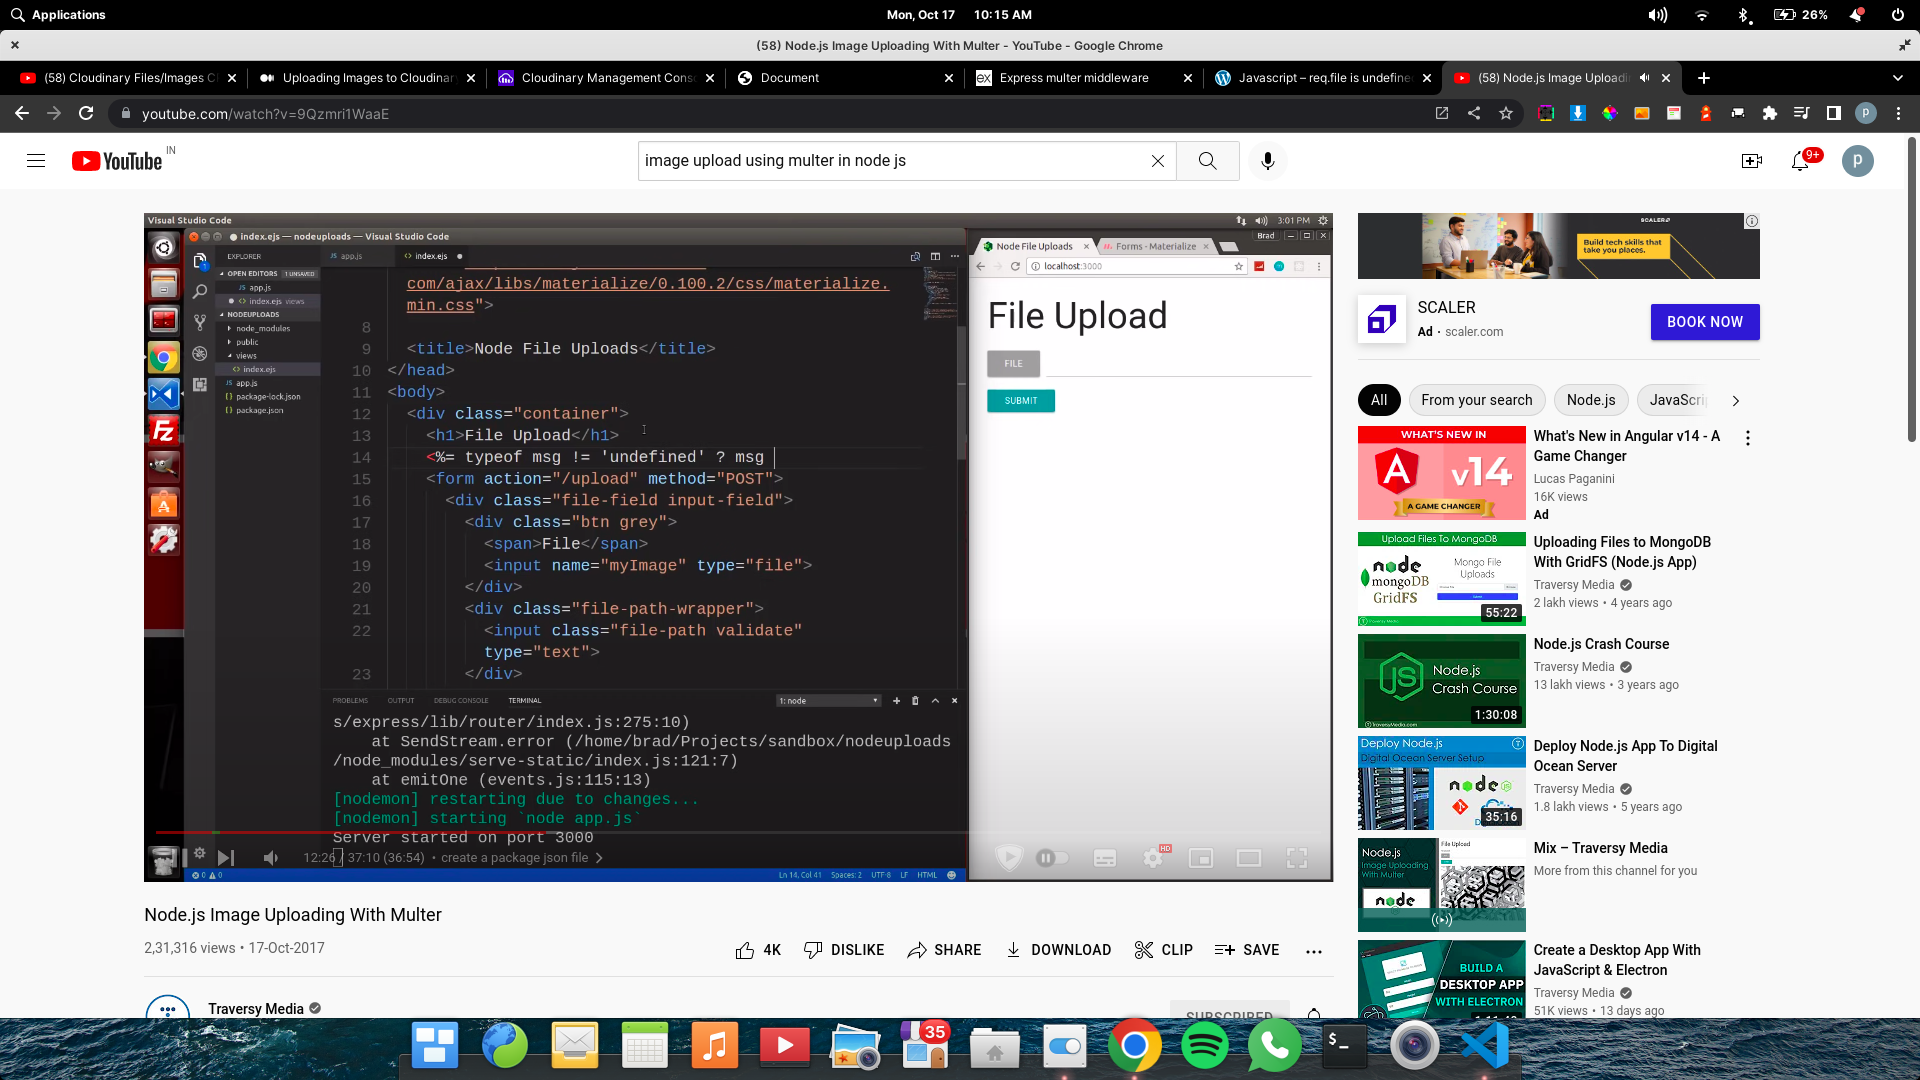 Applications
Mon, Oct 17 10:15 AM
26%
(58) Node.js Image Uploading With Multer - YouTube - Google Chrome
(58) Cloudinary Files/Images C
Uploading Images to Cloudinar
Cloudinary Management Cons
Document
Express multer middleware
Javascript – req.file is undefine
(58) Node.js Image Uploadi
youtube.com/watch?v=9Qzmri1WaaE
YouTube IN
image upload using multer in node js
9+
p
Visual Studio Code
3:01 PM
index.ejs — nodeuploads — Visual Studio Code
EXPLORER
app.js
index.ejs
OPEN EDITORS 1 UNSAVED
app.js
index.ejs views
NODEUPLOADS
node_modules
public
views
index.ejs
app.js
package-lock.json
package.json
com/ajax/libs/materialize/0.100.2/css/materialize.
min.css">
8
9 <title>Node File Uploads</title>
10 </head>
11 <body>
12 <div class="container">
13 <h1>File Upload</h1>
14 <%= typeof msg != 'undefined' ? msg
15 <form action="/upload" method="POST">
16 <div class="file-field input-field">
17 <div class="btn grey">
18 <span>File</span>
19 <input name="myImage" type="file">
20 </div>
21 <div class="file-path-wrapper">
22 <input class="file-path validate"
type="text">
23 </div>
PROBLEMS OUTPUT DEBUG CONSOLE TERMINAL
1: node
s/express/lib/router/index.js:275:10)
at SendStream.error (/home/brad/Projects/sandbox/nodeuploads
/node_modules/serve-static/index.js:121:7)
at emitOne (events.js:115:13)
[nodemon] restarting due to changes...
[nodemon] starting `node app.js`
Server started on port 3000
12:26 / 37:10 (36:54) • create a package json file
0 0
Ln 14, Col 41 Spaces: 2 UTF-8 LF HTML
Brad
Node File Uploads
Forms - Materialize
localhost:3000
File Upload
FILE
SUBMIT
HD
Node.js Image Uploading With Multer
2,31,316 views • 17-Oct-2017
4K
DISLIKE
SHARE
DOWNLOAD
CLIP
SAVE
Traversy Media
SUBSCRIBED
SCALER
Build tech skills that
take you places.
SCALER
Ad • scaler.com
BOOK NOW
All
From your search
Node.js
JavaScri
WHAT'S NEW IN
v14
A GAME CHANGER
What's New in Angular v14 - A
Game Changer
Lucas Paganini
16K views
Ad
Upload Files To MongoDB
node
mongoDB
GridFS
Mongo File
Uploads
55:22
Uploading Files to MongoDB
With GridFS (Node.js App)
Traversy Media
2 lakh views • 4 years ago
Node.js
Crash Course
1:30:08
Node.js Crash Course
Traversy Media
13 lakh views • 3 years ago
Deploy Node.js
Digital Ocean Server Setup
node
git
35:16
Deploy Node.js App To Digital
Ocean Server
Traversy Media
1.8 lakh views • 5 years ago
Node.js
Image Uploading
With Multer
node
File Upload
Mix – Traversy Media
More from this channel for you
BUILD A
DESKTOP APP
WITH ELECTRON
Create a Desktop App With
JavaScript & Electron
Traversy Media
51K views • 13 days ago
35